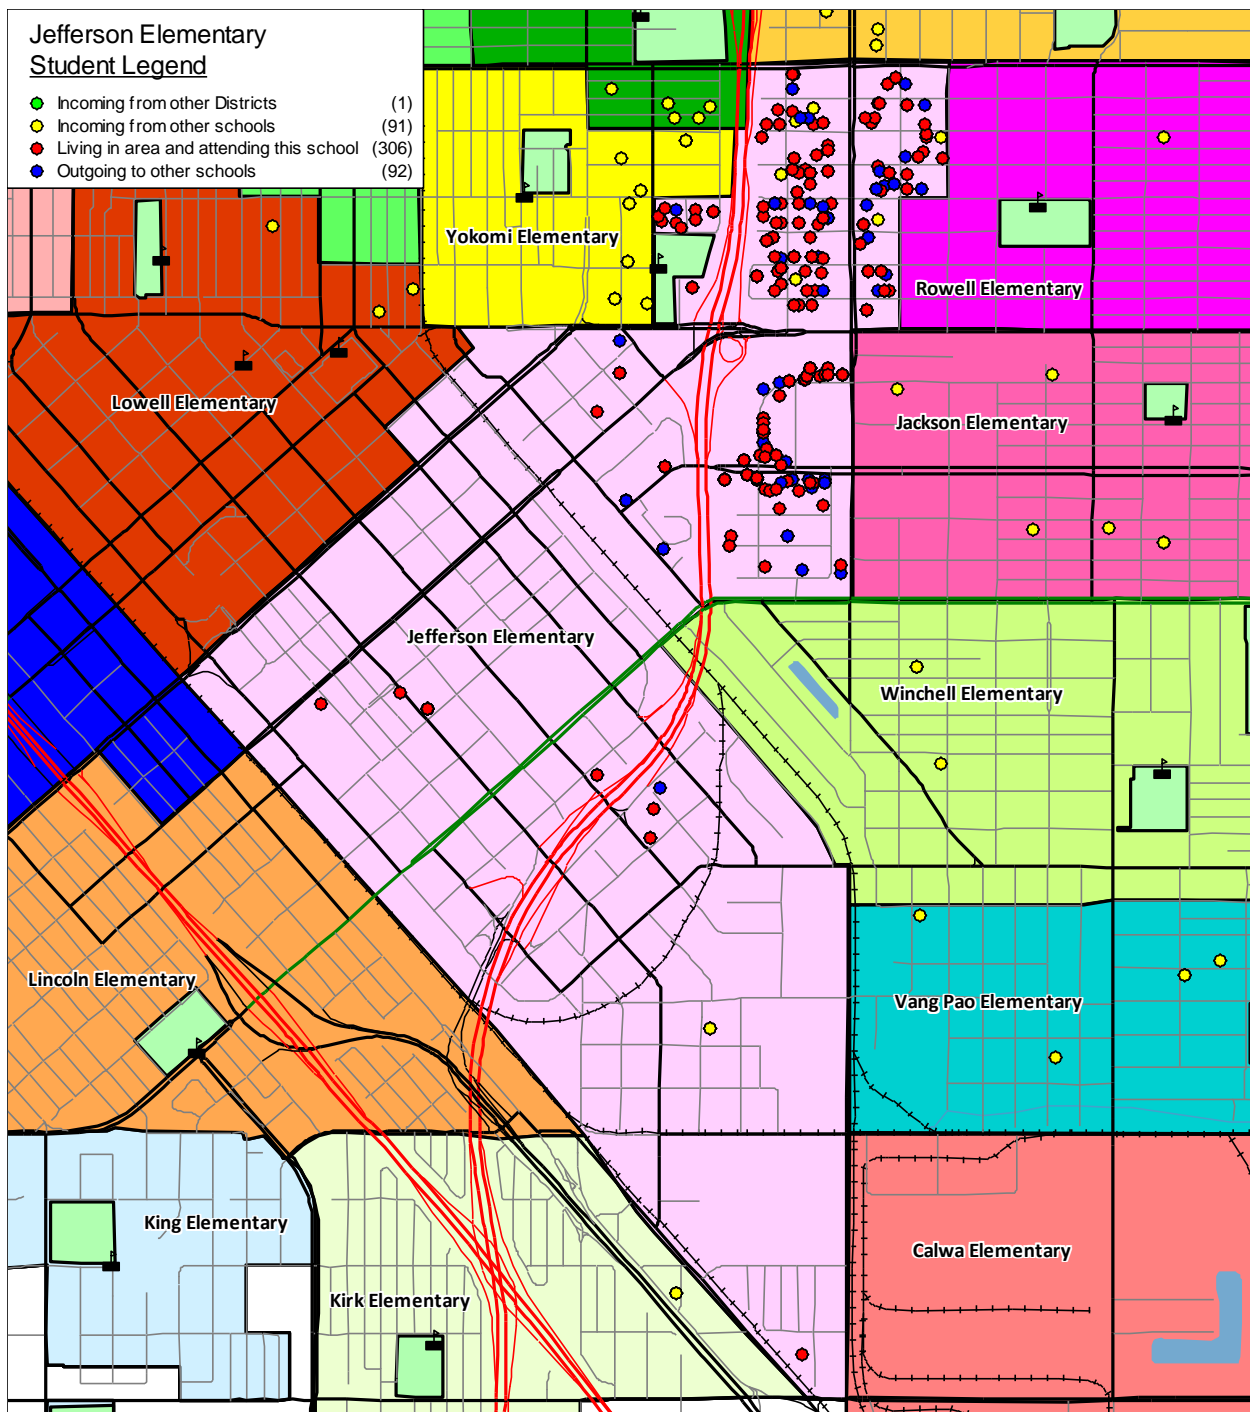 Jefferson Elementary
Student Legend
Incoming from other Districts (1)
Incoming from other schools (91)
Living in area and attending this school (306)
Outgoing to other schools (92)
Yokomi Elementary
Rowell Elementary
Lowell Elementary
Jackson Elementary
Jefferson Elementary
Winchell Elementary
Lincoln Elementary
Vang Pao Elementary
King Elementary
Calwa Elementary
Kirk Elementary